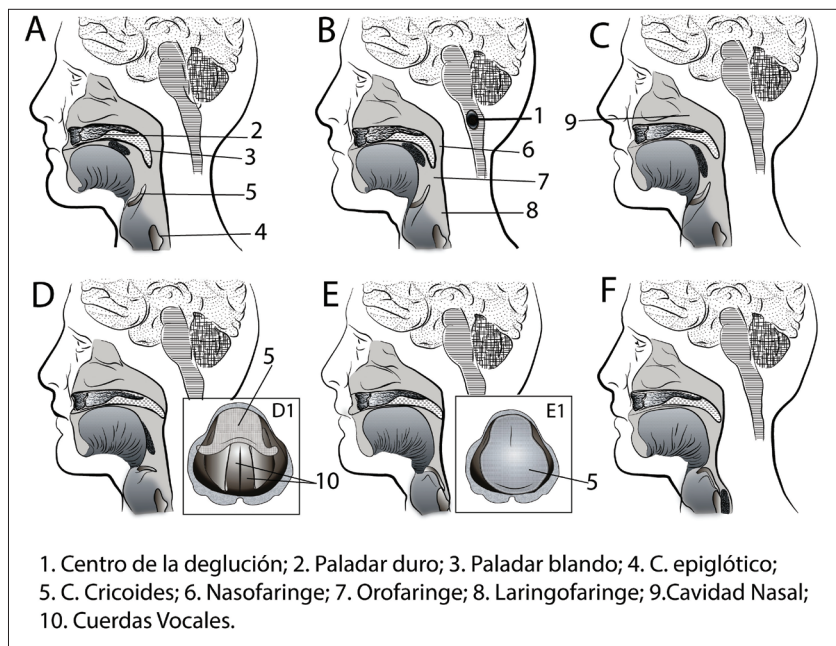 A
B
C
2
3
5
4
1
6
7
8
9
D
E
F
5
D1
10
E1
5
1. Centro de la deglución; 2. Paladar duro; 3. Paladar blando; 4. C. epiglótico;
5. C. Cricoides; 6. Nasofaringe; 7. Orofaringe; 8. Laringofaringe; 9.Cavidad Nasal;
10. Cuerdas Vocales.